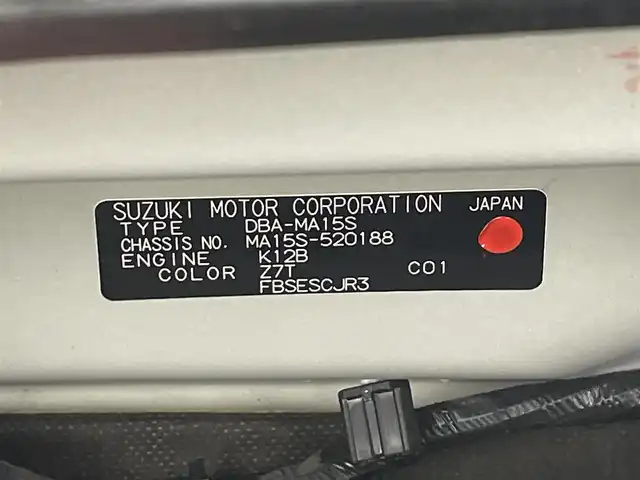 SUZUKI MOTOR CORPORATION JAPAN
TYPE DBA-MA15S
CHASSIS NO. MA15S-520188
ENGINE K12B
COLOR Z7T C01
FBSESCJR3